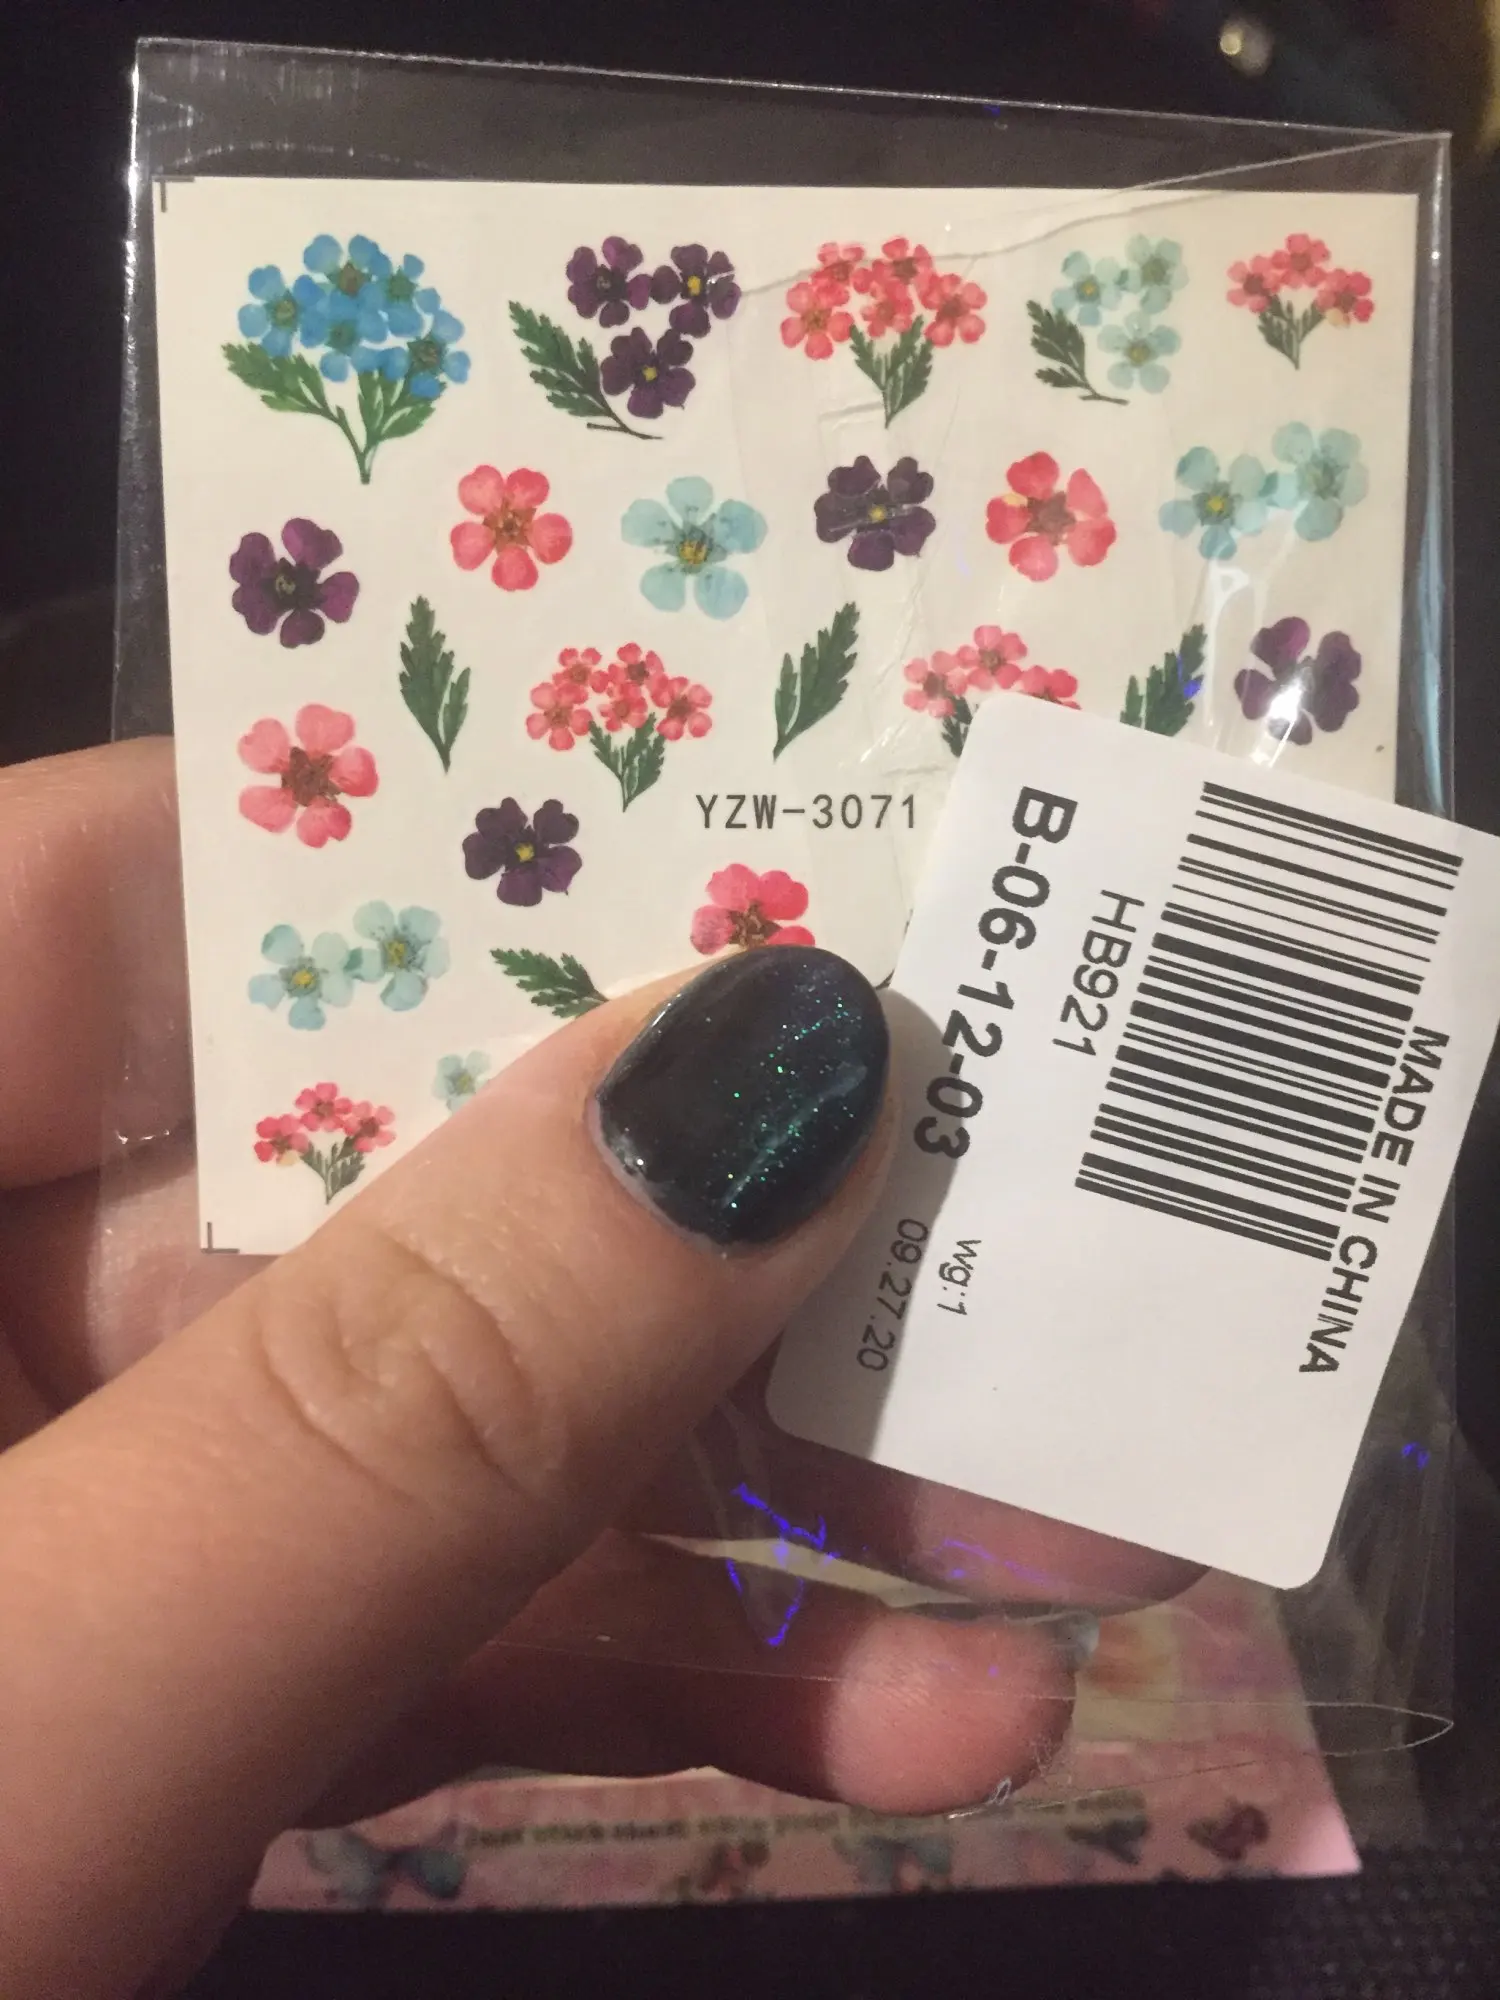 YZW-3071
MADE IN CHINA
HB921
B-06-12-03
wg:1
09.27.20